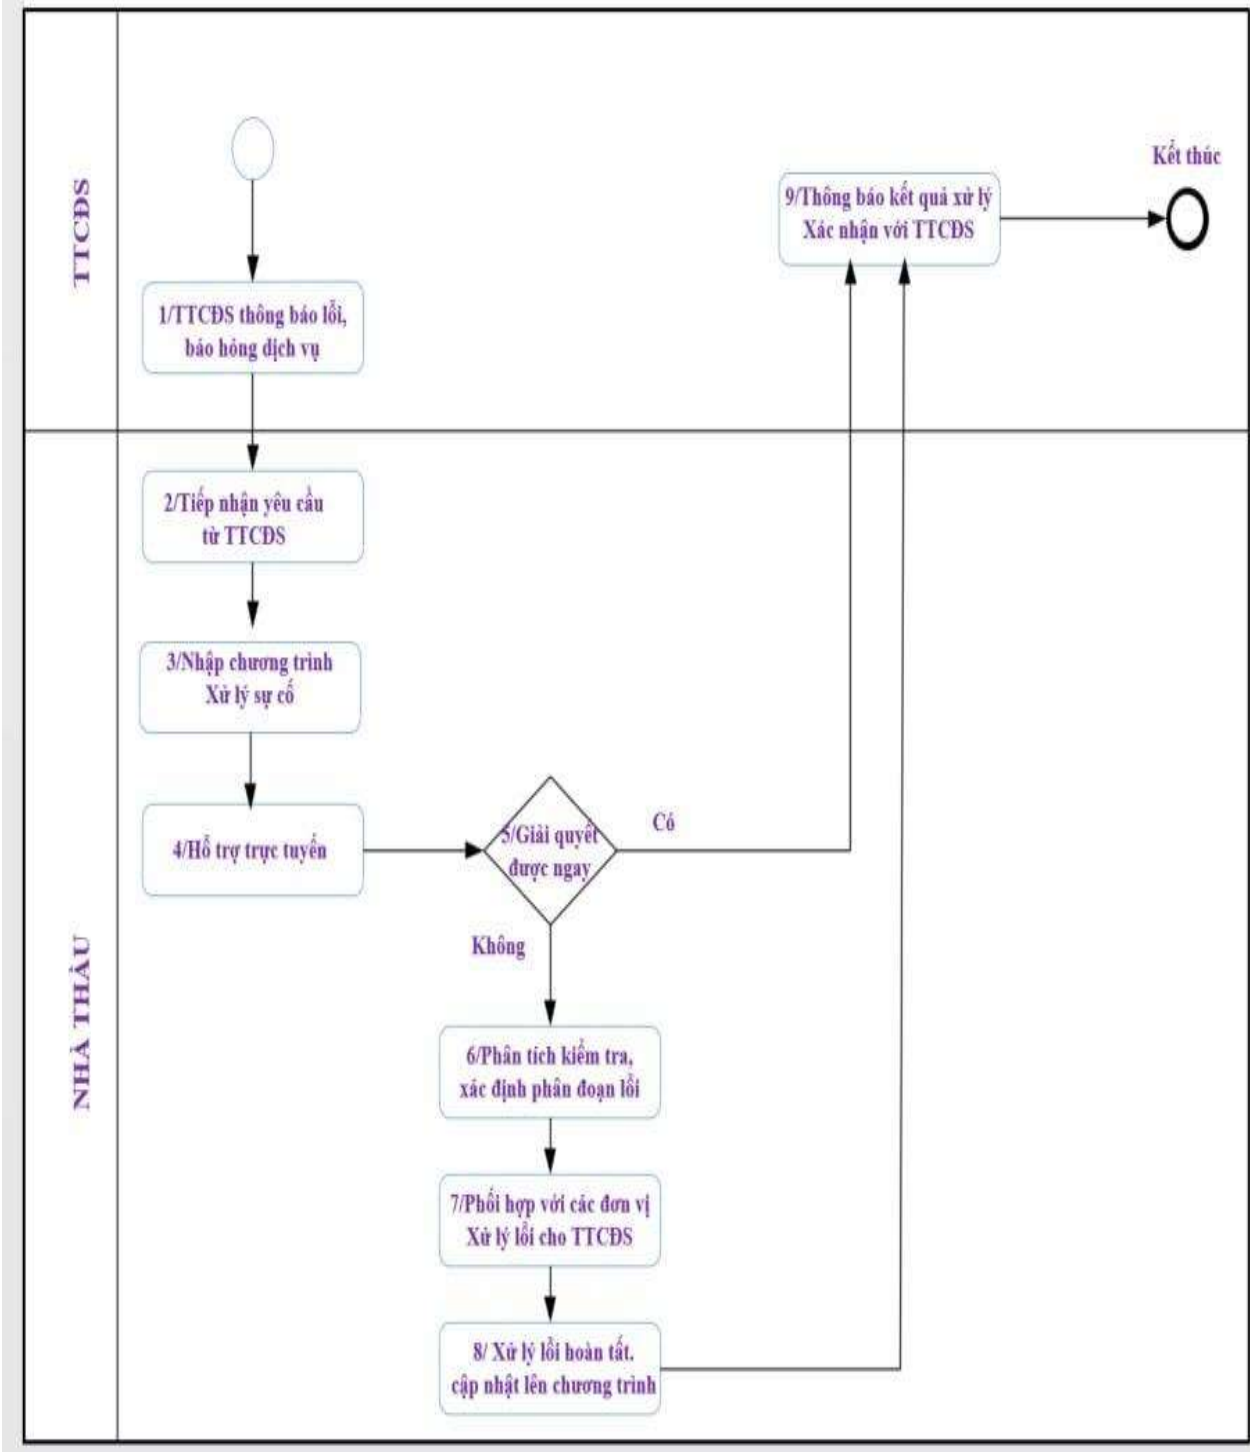 TTCĐS
Kết thúc
9/Thông báo kết quả xử lý
Xác nhận với TTCĐS
1/TTCĐS thông báo lỗi,
báo hỏng dịch vụ
NHÀ THẦU
2/Tiếp nhận yêu cầu
từ TTCĐS
3/Nhập chương trình
Xử lý sự cố
4/Hỗ trợ trực tuyến
5/Giải quyết
được ngay
Có
Không
6/Phân tích kiểm tra,
xác định phân đoạn lỗi
7/Phối hợp với các đơn vị
Xử lý lỗi cho TTCĐS
8/ Xử lý lỗi hoàn tất.
cập nhật lên chương trình